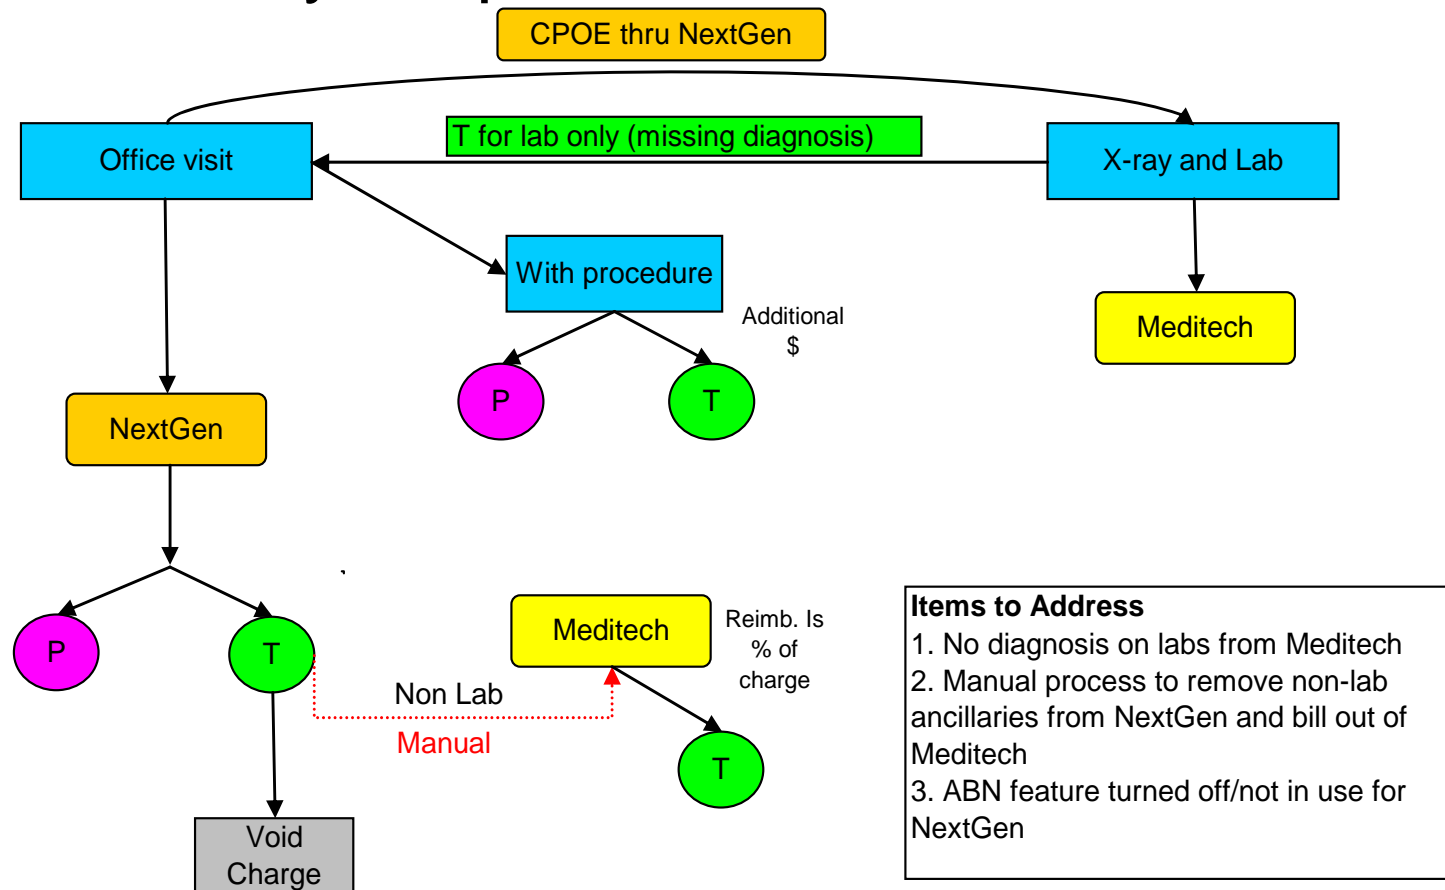 CPOE thru NextGen
T for lab only (missing diagnosis)
Office visit
X-ray and Lab
With procedure
Additional
$
Meditech
P
T
NextGen
P
T
Meditech
Reimb. Is
% of
charge
Non Lab
Manual
T
Void
Charge
Items to Address
1. No diagnosis on labs from Meditech
2. Manual process to remove non-lab
ancillaries from NextGen and bill out of
Meditech
3. ABN feature turned off/not in use for
NextGen